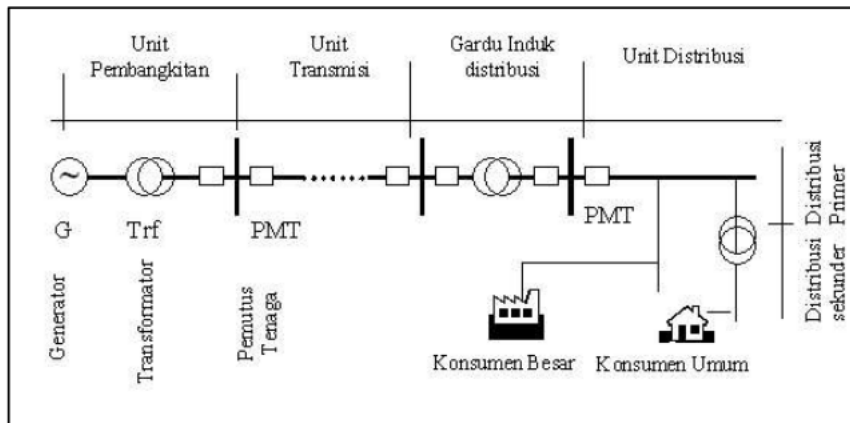 Unit
Pembangkitan
Unit
Transmisi
Gardu Induk
distribusi
Unit Distribusi
~
G
Trf
PMT
PMT
Generator
Transformator
Pemutus
Tenaga
Distribusi
Primer
Distribusi
sekunder
Konsumen Besar
Konsumen Umum